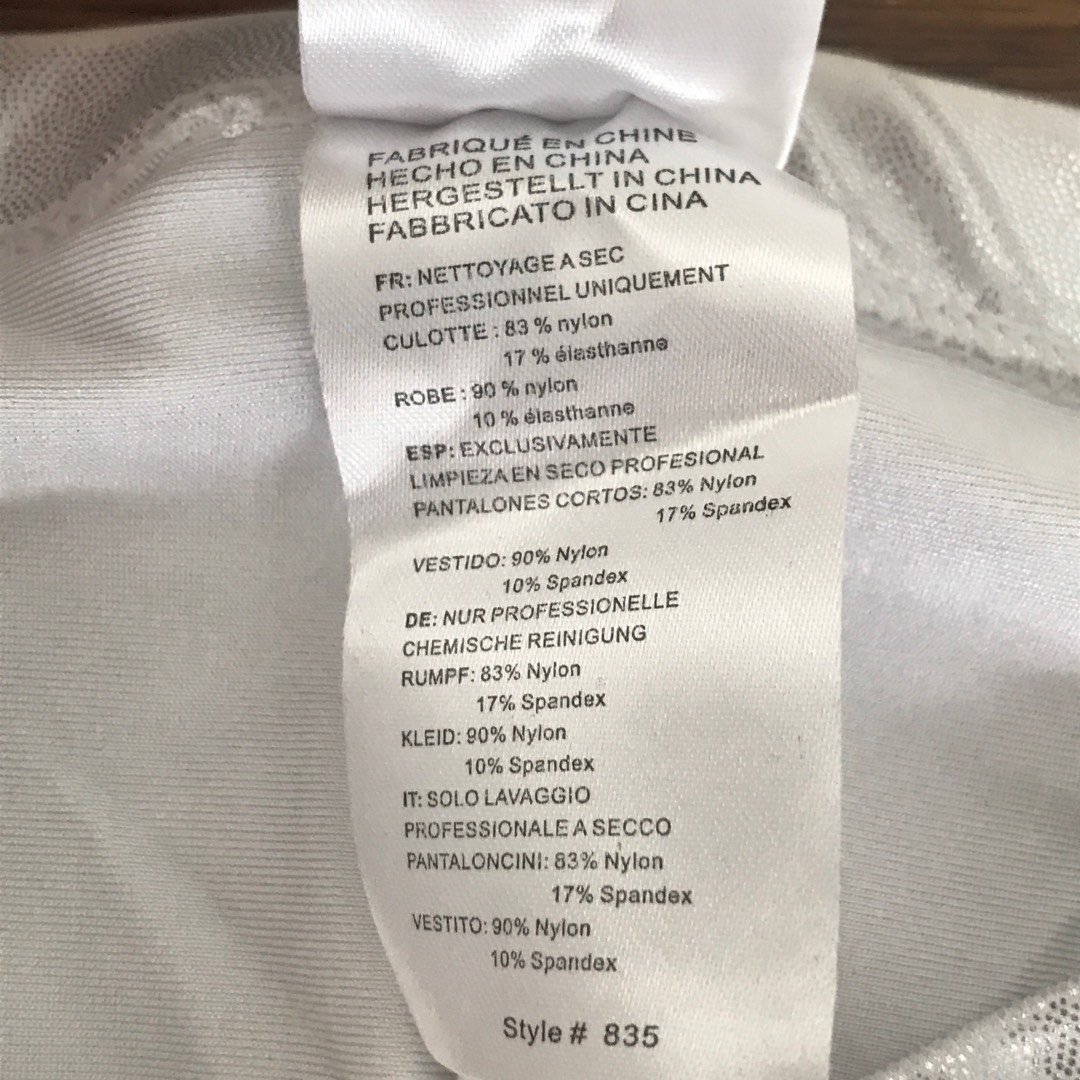 FABRIQUÉ EN CHINE
HECHO EN CHINA
HERGESTELLT IN CHINA
FABBRICATO IN CINA
FR: NETTOYAGE A SEC
PROFESSIONNEL UNIQUEMENT
CULOTTE : 83 % nylon
17 % élasthanne
ROBE : 90 % nylon
10 % élasthanne
ESP: EXCLUSIVAMENTE
LIMPIEZA EN SECO PROFESIONAL
PANTALONES CORTOS: 83% Nylon
17% Spandex
VESTIDO: 90% Nylon
10% Spandex
DE: NUR PROFESSIONELLE
CHEMISCHE REINIGUNG
RUMPF: 83% Nylon
17% Spandex
KLEID: 90% Nylon
10% Spandex
IT: SOLO LAVAGGIO
PROFESSIONALE A SECCO
PANTALONCINI: 83% Nylon
17% Spandex
VESTITO: 90% Nylon
10% Spandex
Style # 835